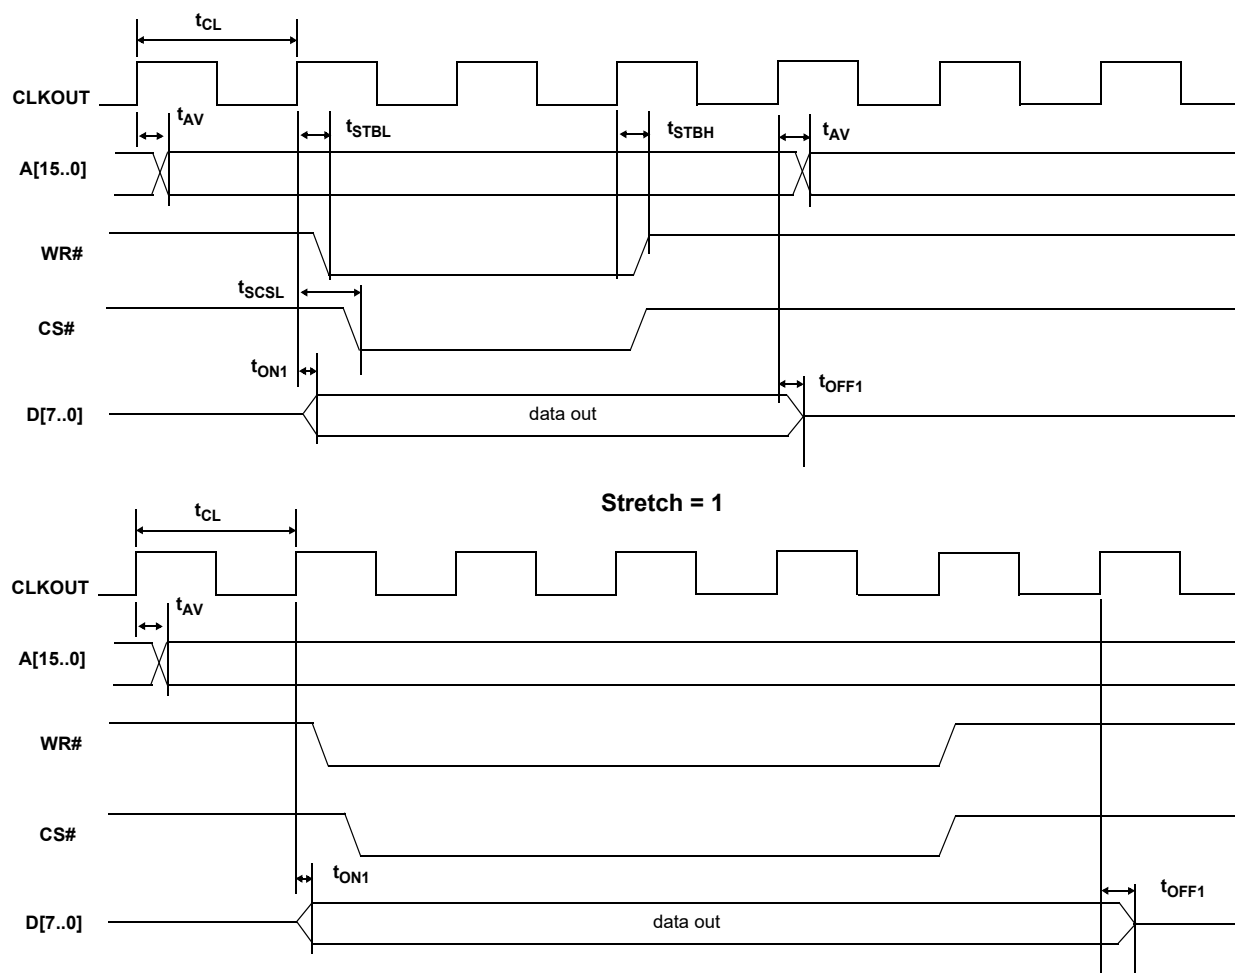 tCL
CLKOUT
tAV tSTBL tSTBH tAV
A[15..0]
WR#
tSCSL
CS#
tON1 tOFF1
D[7..0] data out
Stretch = 1
tCL
CLKOUT
tAV
A[15..0]
WR#
CS#
tON1 tOFF1
D[7..0] data out